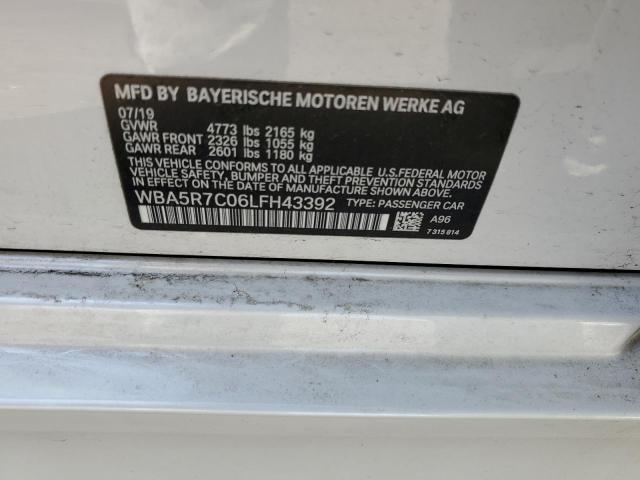 MFD BY BAYERISCHE MOTOREN WERKE AG
07/19
GVWR 4773 lbs 2165 kg
GAWR FRONT 2326 lbs 1055 kg
GAWR REAR 2601 lbs 1180 kg
THIS VEHICLE CONFORMS TO ALL APPLICABLE U.S.FEDERAL MOTOR
VEHICLE SAFETY, BUMPER AND THEFT PREVENTION STANDARDS
IN EFFECT ON THE DATE OF MANUFACTURE SHOWN ABOVE.
WBA5R7C06LFH43392 TYPE: PASSENGER CAR
A96
7 315 814